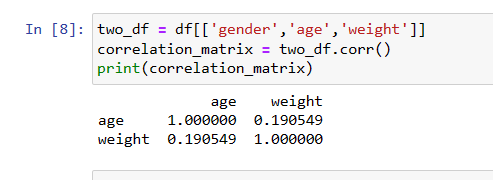 In [8]: two_df = df[['gender','age','weight']]
correlation_matrix = two_df.corr()
print(correlation_matrix)
age weight
age 1.000000 0.190549
weight 0.190549 1.000000